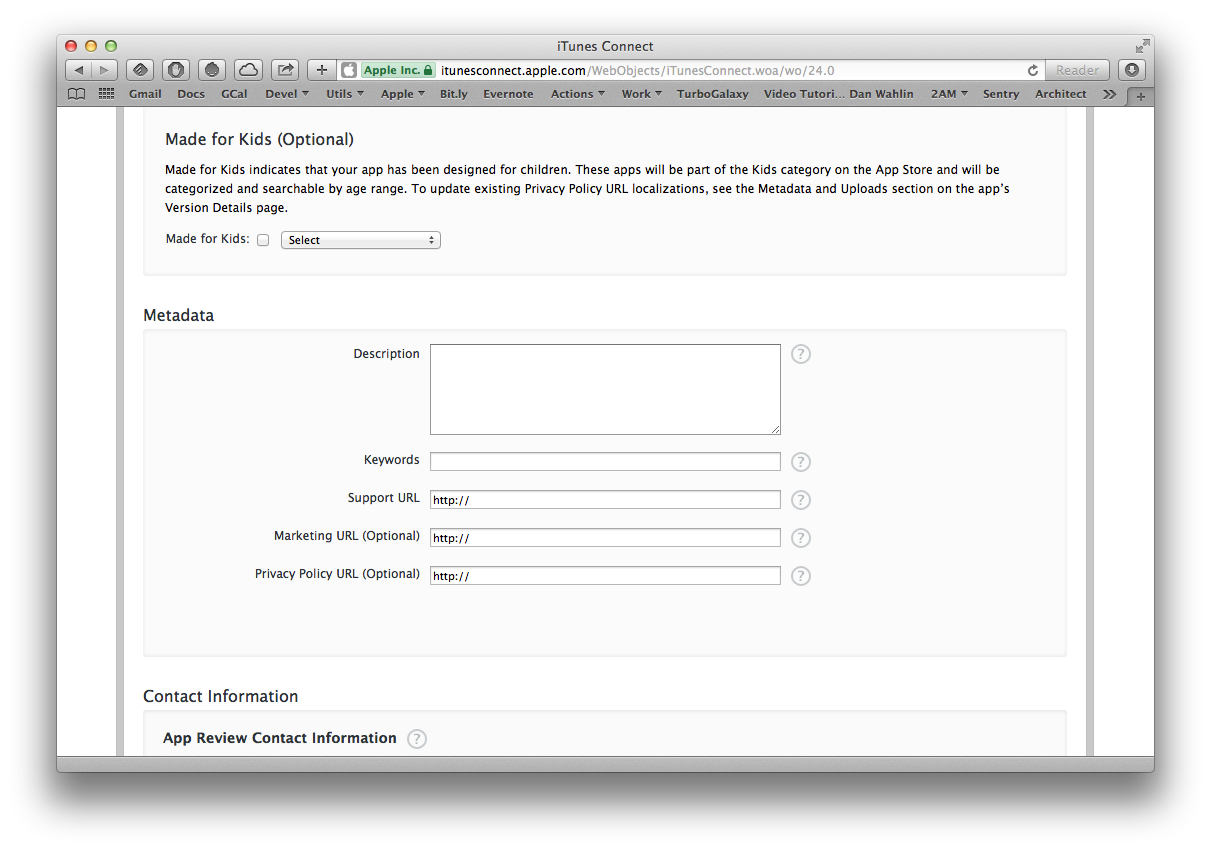 iTunes Connect
Apple Inc. itunesconnect.apple.com/WebObjects/iTunesConnect.woa/wo/24.0 Reader
Gmail Docs GCal Devel Utils Apple Bit.ly Evernote Actions Work TurboGalaxy Video Tutori... Dan Wahlin 2AM Sentry Architect
Made for Kids (Optional)
Made for Kids indicates that your app has been designed for children. These apps will be part of the Kids category on the App Store and will be
categorized and searchable by age range. To update existing Privacy Policy URL localizations, see the Metadata and Uploads section on the app's
Version Details page.
Made for Kids: Select
Metadata
Description ?
Keywords ?
Support URL http:// ?
Marketing URL (Optional) http:// ?
Privacy Policy URL (Optional) http:// ?
Contact Information
App Review Contact Information ?